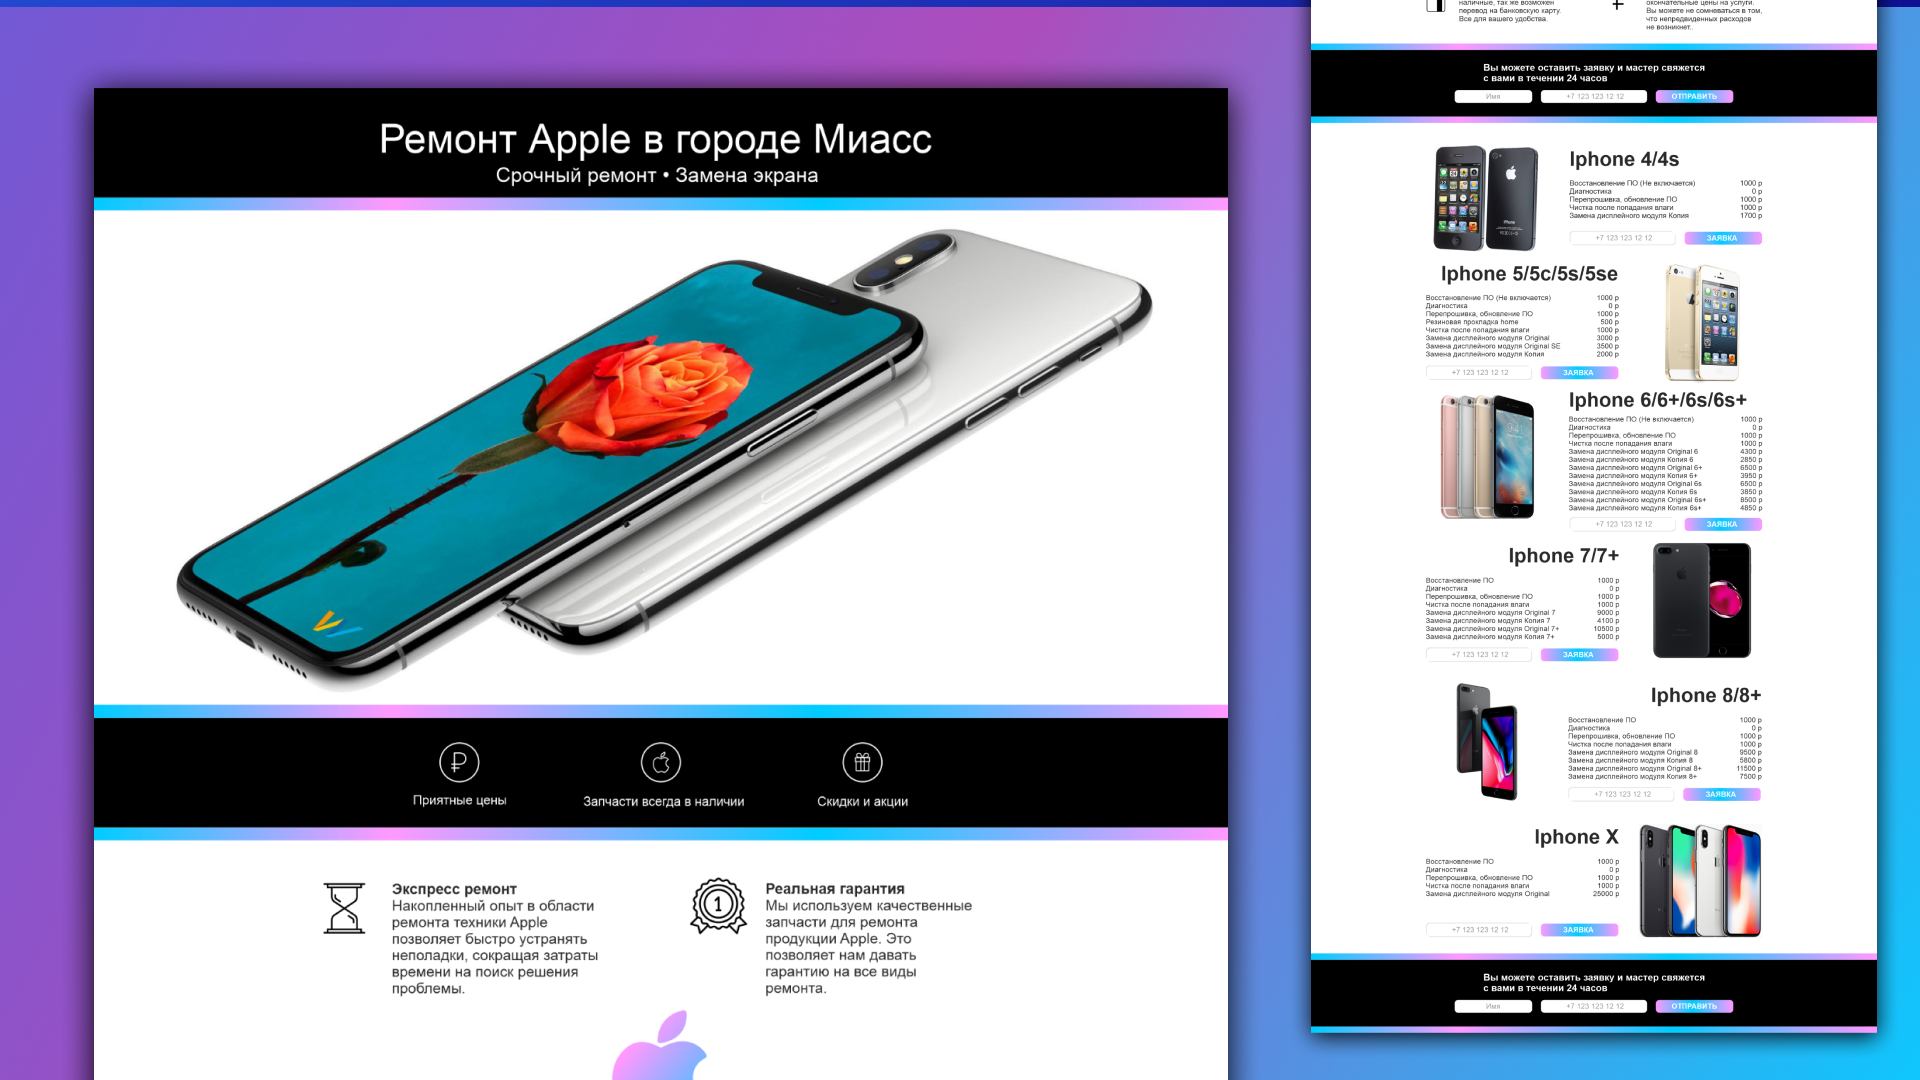 Ремонт Apple в городе Миасс
Срочный ремонт • Замена экрана
Приятные цены
Запчасти всегда в наличии
Скидки и акции
Экспресс ремонт
Накопленный опыт в области
ремонта техники Apple
позволяет быстро устранять
неполадки, сокращая затраты
времени на поиск решения
проблемы.
1
Реальная гарантия
Мы используем качественные
запчасти для ремонта
продукции Apple. Это
позволяет нам давать
гарантию на все виды
ремонта.
наличные, так же возможен
перевод на банковскую карту.
Все для вашего удобства.
окончательные цены на услуги.
Вы можете не сомневаться в том,
что непредвиденных расходов
не возникнет..
Вы можете оставить заявку и мастер свяжется
с вами в течении 24 часов
Имя
+7 123 123 12 12
ОТПРАВИТЬ
Iphone 4/4s
Восстановление ПО (Не включается) 1000 р
Диагностика 0 р
Перепрошивка, обновление ПО 1000 р
Чистка после попадания влаги 1000 р
Замена дисплейного модуля Копия 1700 р
+7 123 123 12 12 ЗАЯВКА
Iphone 5/5c/5s/5se
Восстановление ПО (Не включается) 1000 р
Диагностика 0 р
Перепрошивка, обновление ПО 1000 р
Резиновая прокладка home 500 р
Чистка после попадания влаги 1000 р
Замена дисплейного модуля Original 3000 р
Замена дисплейного модуля Original SE 3500 р
Замена дисплейного модуля Копия 2000 р
+7 123 123 12 12 ЗАЯВКА
Iphone 6/6+/6s/6s+
Восстановление ПО (Не включается) 1000 р
Диагностика 0 р
Перепрошивка, обновление ПО 1000 р
Чистка после попадания влаги 1000 р
Замена дисплейного модуля Original 6 4300 р
Замена дисплейного модуля Копия 6 2850 р
Замена дисплейного модуля Original 6+ 6500 р
Замена дисплейного модуля Копия 6+ 3950 р
Замена дисплейного модуля Original 6s 6500 р
Замена дисплейного модуля Копия 6s 3850 р
Замена дисплейного модуля Original 6s+ 8500 р
Замена дисплейного модуля Копия 6s+ 4850 р
+7 123 123 12 12 ЗАЯВКА
Iphone 7/7+
Восстановление ПО 1000 р
Диагностика 0 р
Перепрошивка, обновление ПО 1000 р
Чистка после попадания влаги 1000 р
Замена дисплейного модуля Original 7 9000 р
Замена дисплейного модуля Копия 7 4100 р
Замена дисплейного модуля Original 7+ 10500 р
Замена дисплейного модуля Копия 7+ 5000 р
+7 123 123 12 12 ЗАЯВКА
Iphone 8/8+
Восстановление ПО 1000 р
Диагностика 0 р
Перепрошивка, обновление ПО 1000 р
Чистка после попадания влаги 1000 р
Замена дисплейного модуля Original 8 9500 р
Замена дисплейного модуля Копия 8 5800 р
Замена дисплейного модуля Original 8+ 11500 р
Замена дисплейного модуля Копия 8+ 7500 р
+7 123 123 12 12 ЗАЯВКА
Iphone X
Восстановление ПО 1000 р
Диагностика 0 р
Перепрошивка, обновление ПО 1000 р
Чистка после попадания влаги 1000 р
Замена дисплейного модуля Original 25000 р
+7 123 123 12 12 ЗАЯВКА
Вы можете оставить заявку и мастер свяжется
с вами в течении 24 часов
Имя
+7 123 123 12 12
ОТПРАВИТЬ